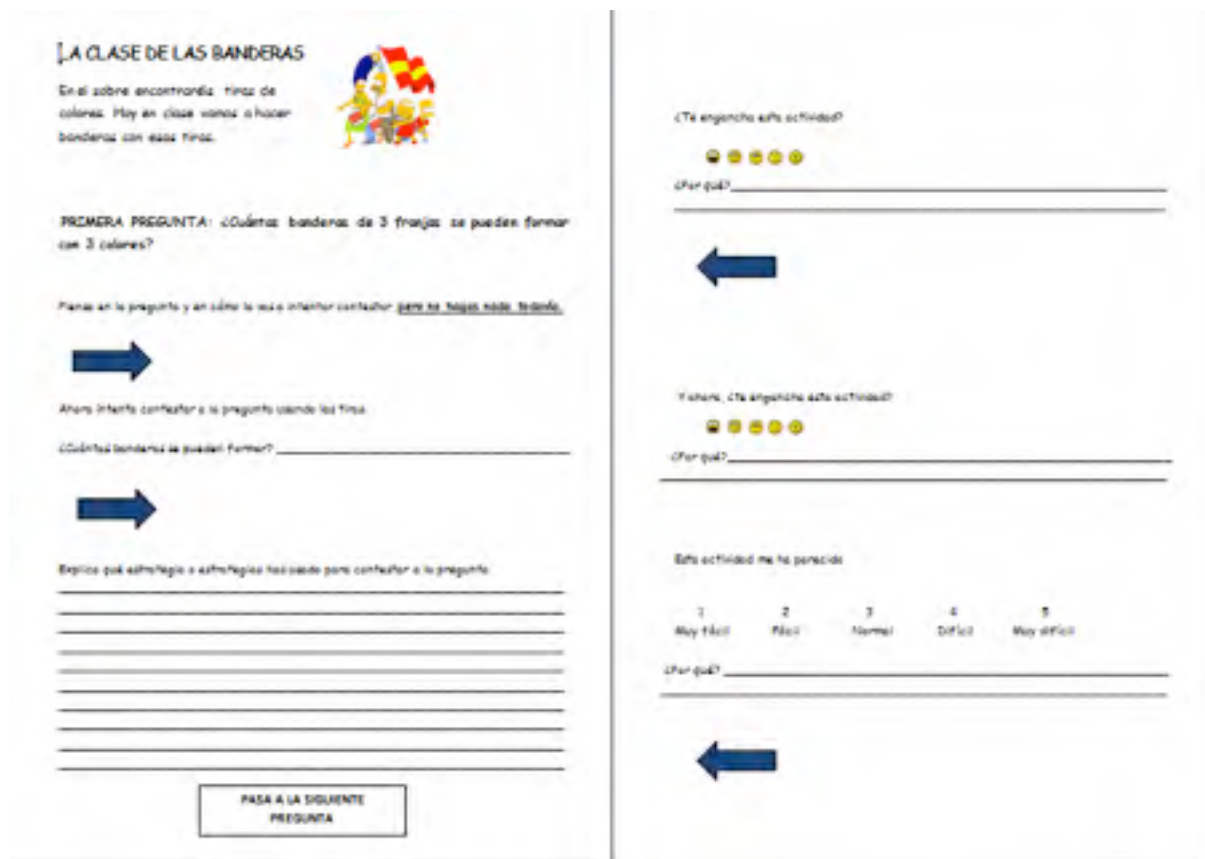 LA CLASE DE LAS BANDERAS
En el sobre encontraréis tiras de
colores. Hoy en clase vamos a hacer
banderas con esas tiras.
PRIMERA PREGUNTA: ¿Cuántas banderas de 3 franjas se pueden formar
con 3 colores?
Piensa en la pregunta y en cómo la vas a intentar contestar pero no hagas nada todavía.
Ahora intenta contestar a la pregunta usando las tiras
¿Cuántas banderas se pueden formar?
Explica qué estrategia o estrategias has usado para contestar a la pregunta
PASA A LA SIGUIENTE
PREGUNTA
¿Te engancha esta actividad?
¿Por qué?
Y ahora, ¿te engancha esta actividad?
¿Por qué?
Esta actividad me ha parecido
1 2 3 4 5
Muy fácil Fácil Normal Difícil Muy difícil
¿Por qué?